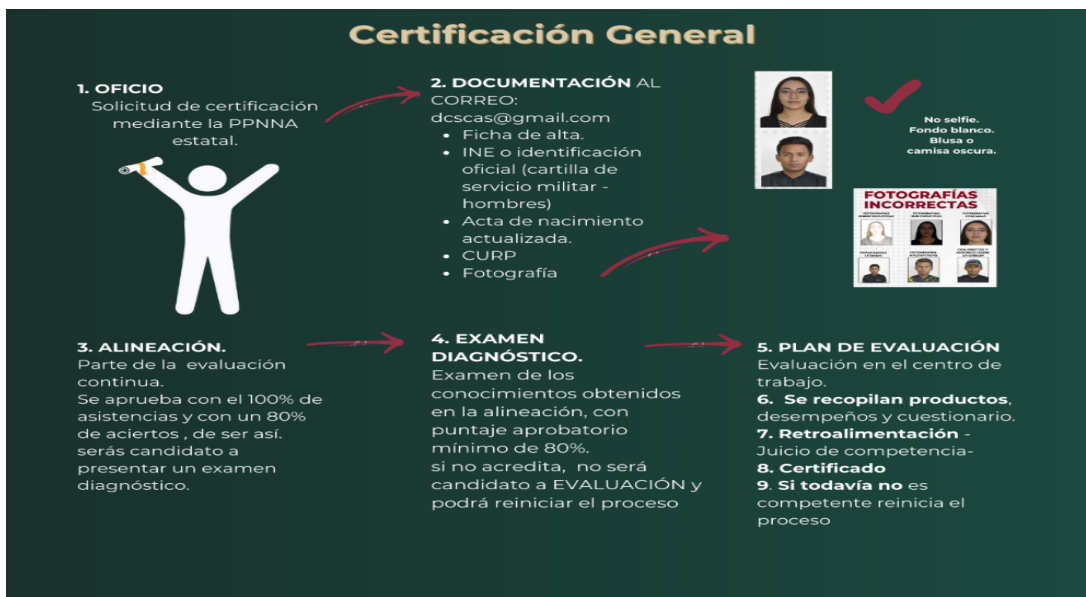 Certificación General
1. OFICIO
Solicitud de certificación
mediante la PPNNA
estatal.
2. DOCUMENTACIÓN AL
CORREO:
dcscas@gmail.com
• Ficha de alta.
• INE o identificación
oficial (cartilla de
servicio militar -
hombres)
• Acta de nacimiento
actualizada.
• CURP
• Fotografía
No selfie.
Fondo blanco.
Blusa o
camisa oscura.
FOTOGRAFÍAS
INCORRECTAS
3. ALINEACIÓN.
Parte de la evaluación
continua.
Se aprueba con el 100% de
asistencias y con un 80%
de aciertos , de ser así.
serás candidato a
presentar un examen
diagnóstico.
4. EXAMEN
DIAGNÓSTICO.
Examen de los
conocimientos obtenidos
en la alineación, con
puntaje aprobatorio
mínimo de 80%.
si no acredita, no será
candidato a EVALUACIÓN y
podrá reiniciar el proceso
5. PLAN DE EVALUACIÓN
Evaluación en el centro de
trabajo.
6. Se recopilan productos,
desempeños y cuestionario.
7. Retroalimentación -
Juicio de competencia-
8. Certificado
9. Si todavía no es
competente reinicia el
proceso